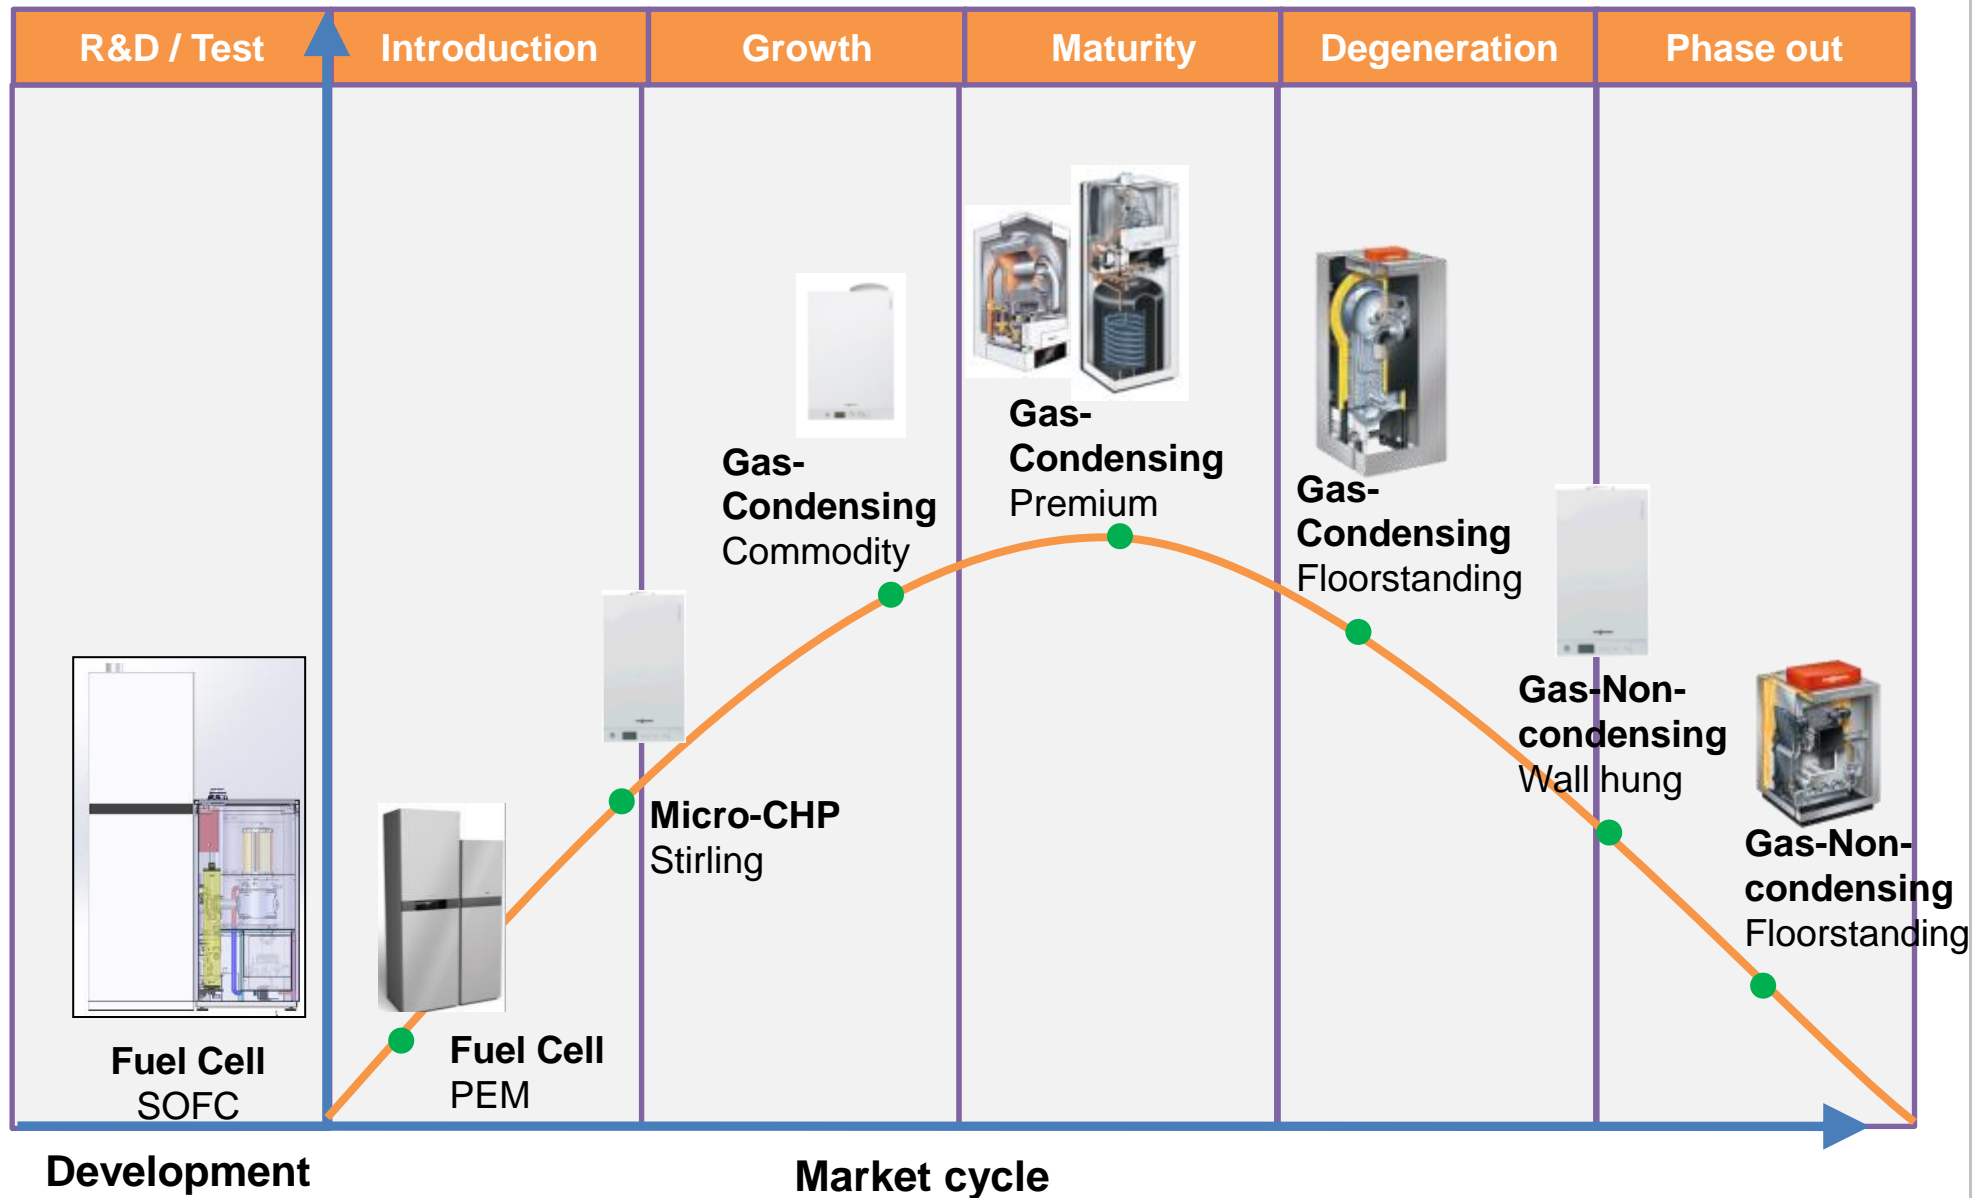 R&D / Test
Introduction
Growth
Maturity
Degeneration
Phase out
Gas-
Condensing
Commodity
Gas-
Condensing
Premium
Gas-
Condensing
Floorstanding
Gas-Non-
condensing
Wall hung
Gas-Non-
condensing
Floorstanding
Micro-CHP
Stirling
Fuel Cell
PEM
Fuel Cell
SOFC
Development
Market cycle